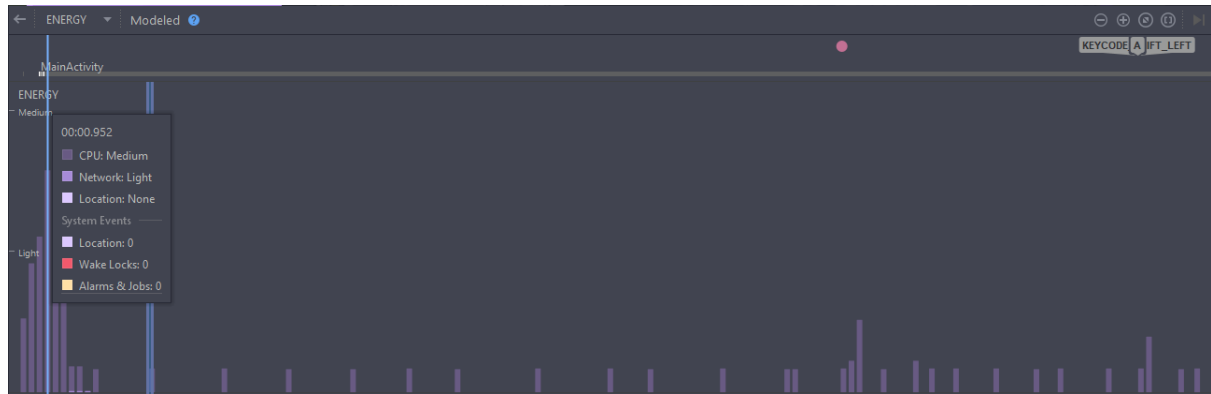 ENERGY Modeled ?
KEYCODE A IFT_LEFT
MainActivity
ENERGY
Medium
00:00.952
CPU: Medium
Network: Light
Location: None
System Events
Light
Location: 0
Wake Locks: 0
Alarms & Jobs: 0